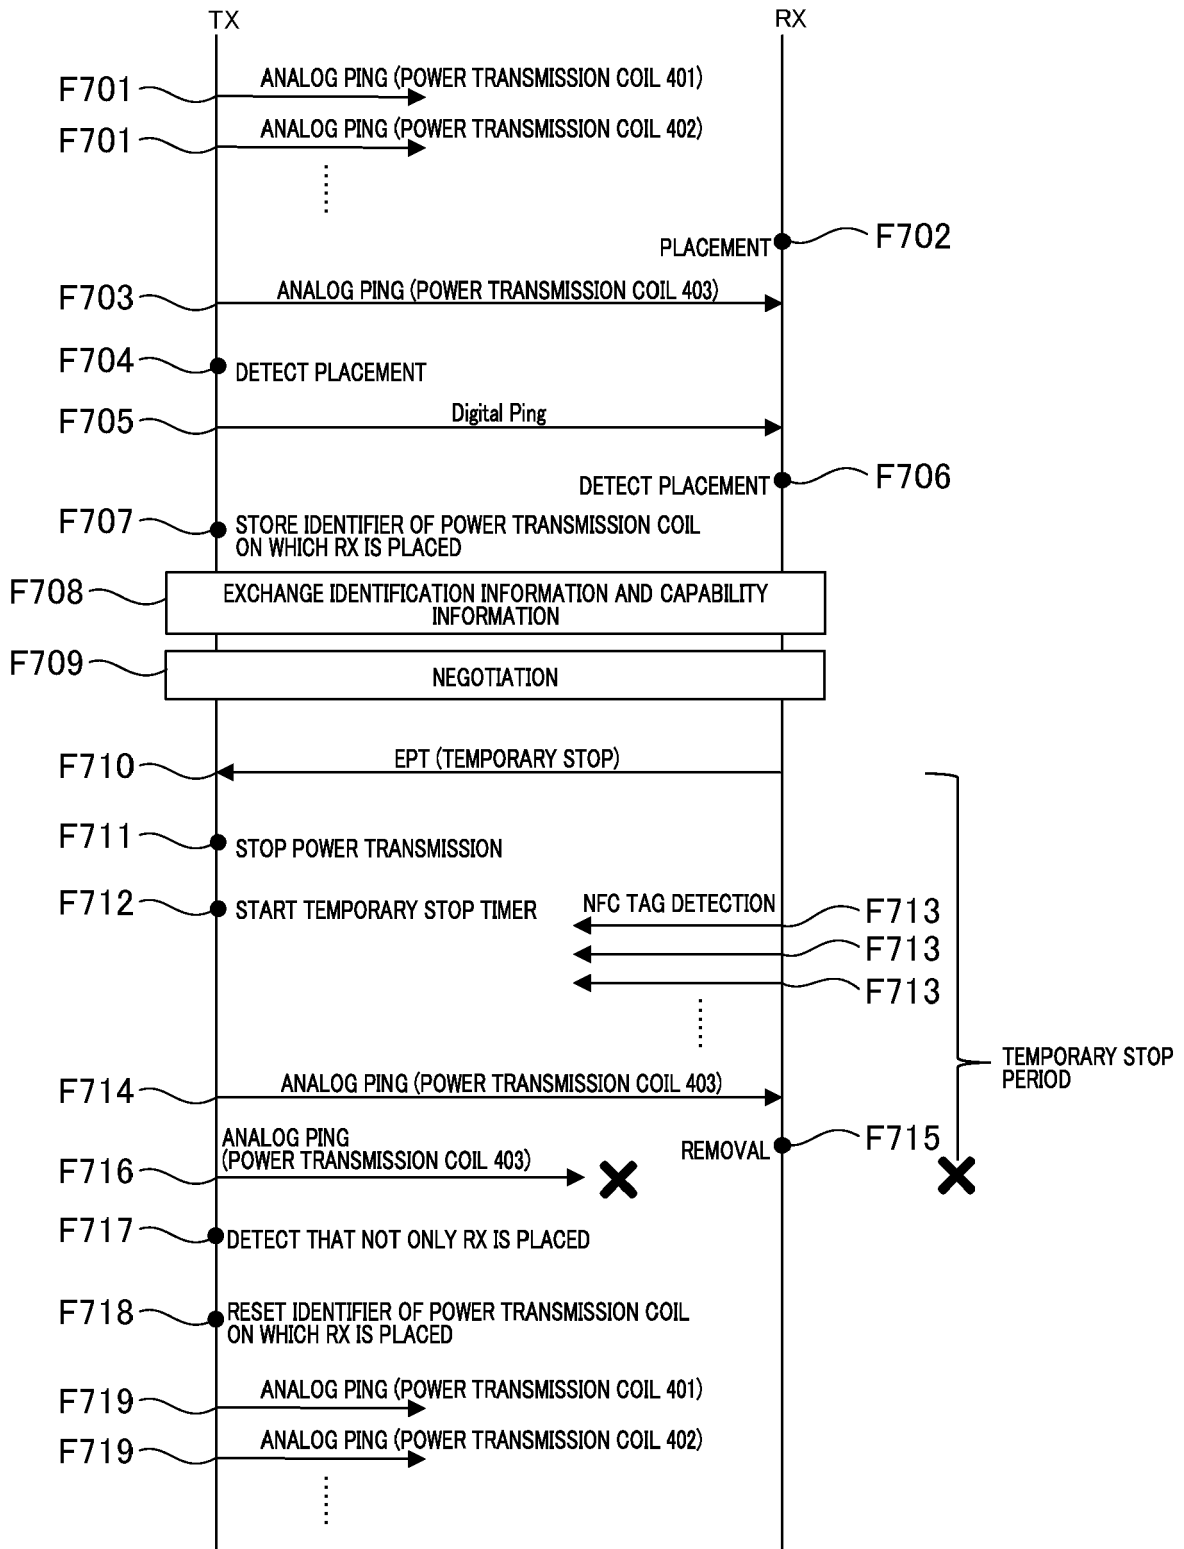 TX
RX
F701
ANALOG PING (POWER TRANSMISSION COIL 401)
F701
ANALOG PING (POWER TRANSMISSION COIL 402)
PLACEMENT
F702
F703
ANALOG PING (POWER TRANSMISSION COIL 403)
F704
DETECT PLACEMENT
F705
Digital Ping
DETECT PLACEMENT
F706
F707
STORE IDENTIFIER OF POWER TRANSMISSION COIL
ON WHICH RX IS PLACED
F708
EXCHANGE IDENTIFICATION INFORMATION AND CAPABILITY
INFORMATION
F709
NEGOTIATION
F710
EPT (TEMPORARY STOP)
F711
STOP POWER TRANSMISSION
F712
START TEMPORARY STOP TIMER
NFC TAG DETECTION
F713
F713
F713
TEMPORARY STOP
PERIOD
F714
ANALOG PING (POWER TRANSMISSION COIL 403)
REMOVAL
F715
F716
ANALOG PING
(POWER TRANSMISSION COIL 403)
F717
DETECT THAT NOT ONLY RX IS PLACED
F718
RESET IDENTIFIER OF POWER TRANSMISSION COIL
ON WHICH RX IS PLACED
F719
ANALOG PING (POWER TRANSMISSION COIL 401)
F719
ANALOG PING (POWER TRANSMISSION COIL 402)